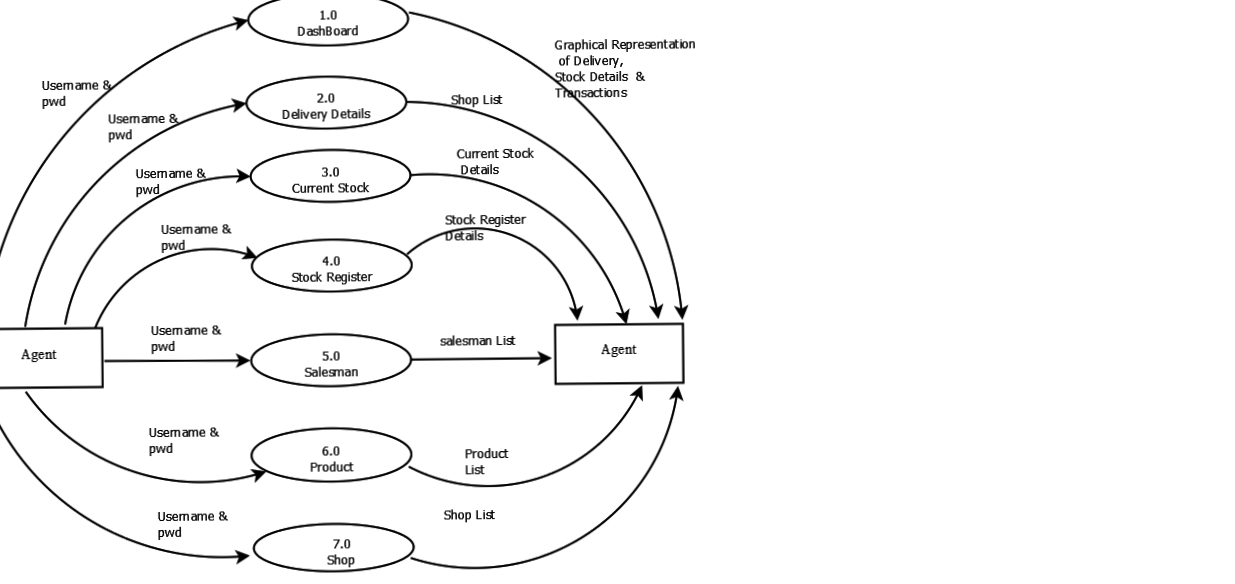 1.0
DashBoard
Graphical Representation
of Delivery,
Stock Details &
Transactions
Username &
pwd
2.0
Delivery Details
Shop List
Username &
pwd
3.0
Current Stock
Current Stock
Details
Username &
pwd
4.0
Stock Register
Stock Register
Details
Username &
pwd
Agent
Username &
pwd
5.0
Salesman
salesman List
Agent
Username &
pwd
6.0
Product
Product
List
Username &
pwd
7.0
Shop
Shop List